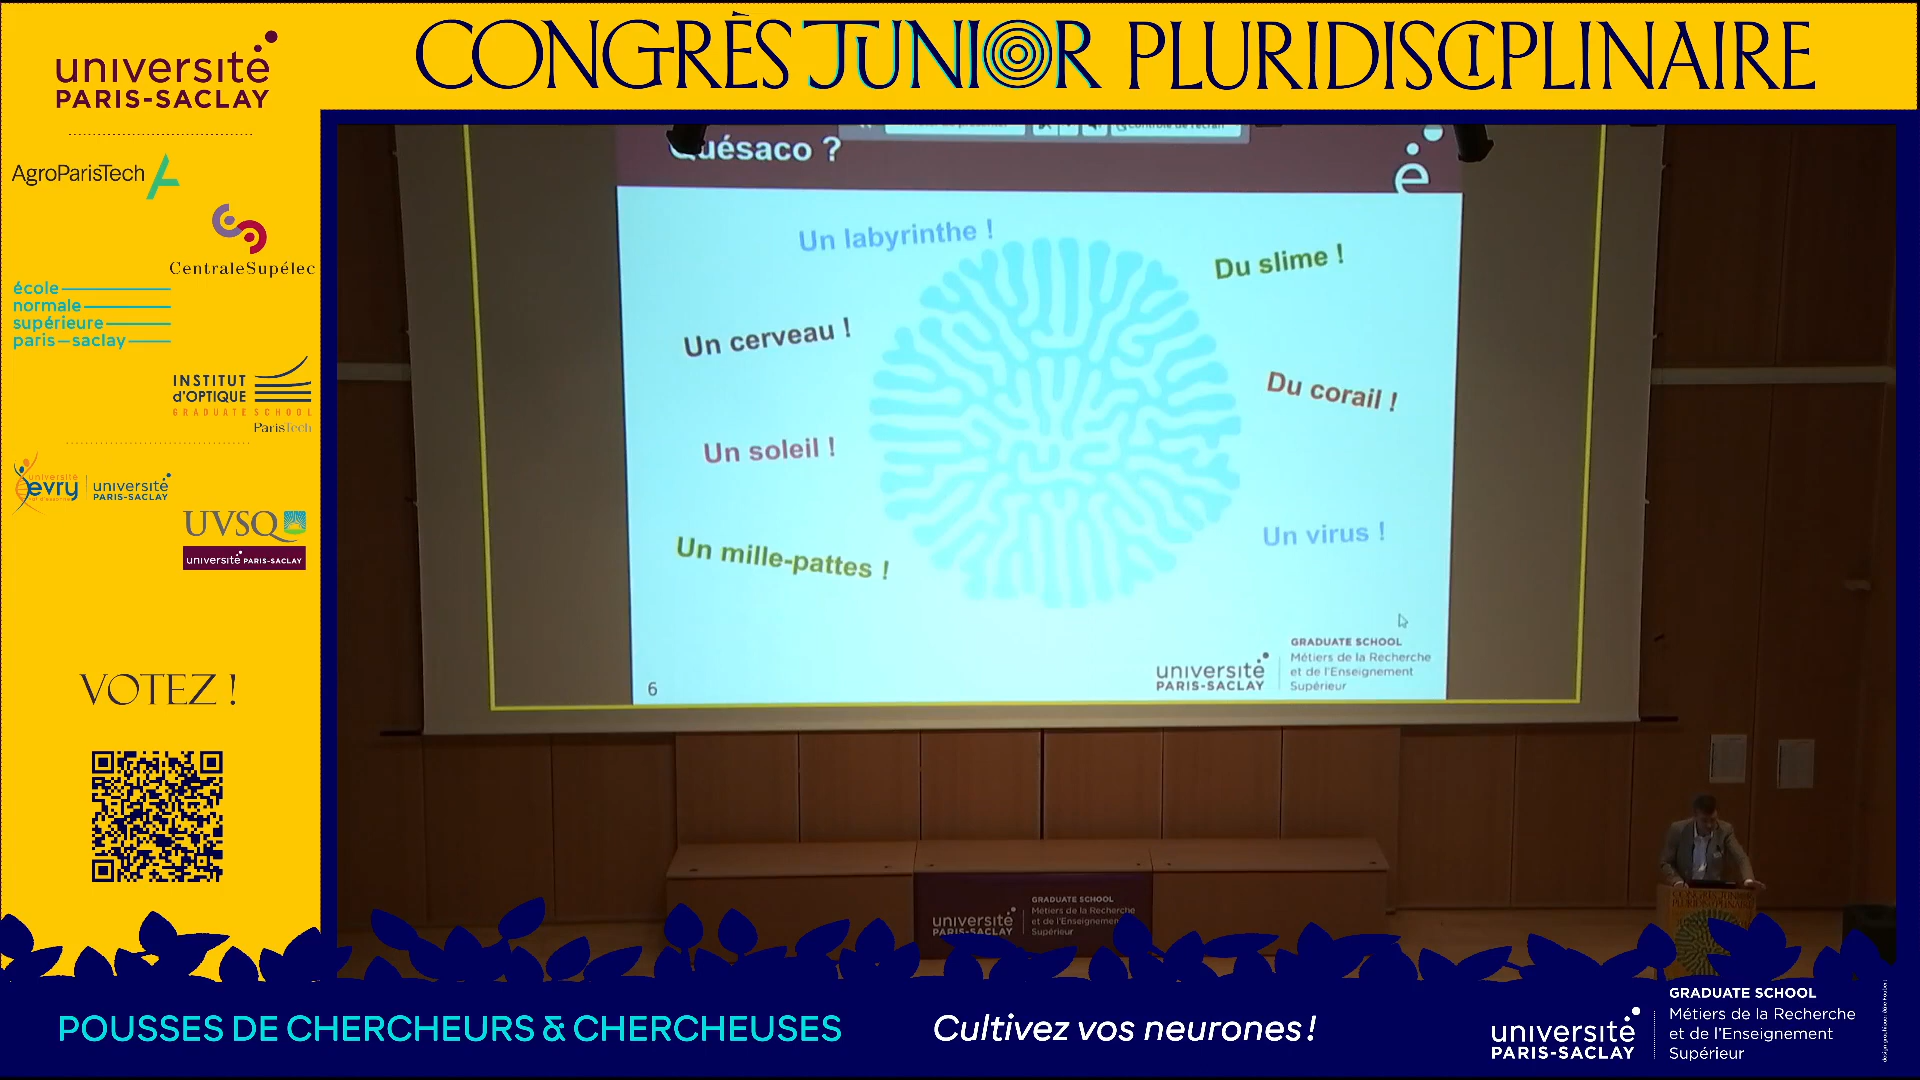 CONGRÈS JUNIOR PLURIDISCIPLINAIRE
université
PARIS-SACLAY
AgroParisTech
CentraleSupélec
école
normale
supérieure
paris-saclay
INSTITUT
d'OPTIQUE
GRADUATE SCHOOL
ParisTech
université
evry
université
PARIS-SACLAY
UVSQ
université PARIS-SACLAY
VOTEZ !
uésaco ?
é
Un labyrinthe !
Du slime !
Un cerveau !
Du corail !
Un soleil !
Un virus !
Un mille-pattes !
6
université
PARIS-SACLAY
GRADUATE SCHOOL
Métiers de la Recherche
et de l'Enseignement
Supérieur
université
PARIS-SACLAY
GRADUATE SCHOOL
Métiers de la Recherche
et de l'Enseignement
Supérieur
CONGRÈS JUNIOR
PLURIDISCIPLINAIRE
POUSSES DE CHERCHEURS & CHERCHEUSES
Cultivez vos neurones !
université
PARIS-SACLAY
GRADUATE SCHOOL
Métiers de la Recherche
et de l'Enseignement
Supérieur